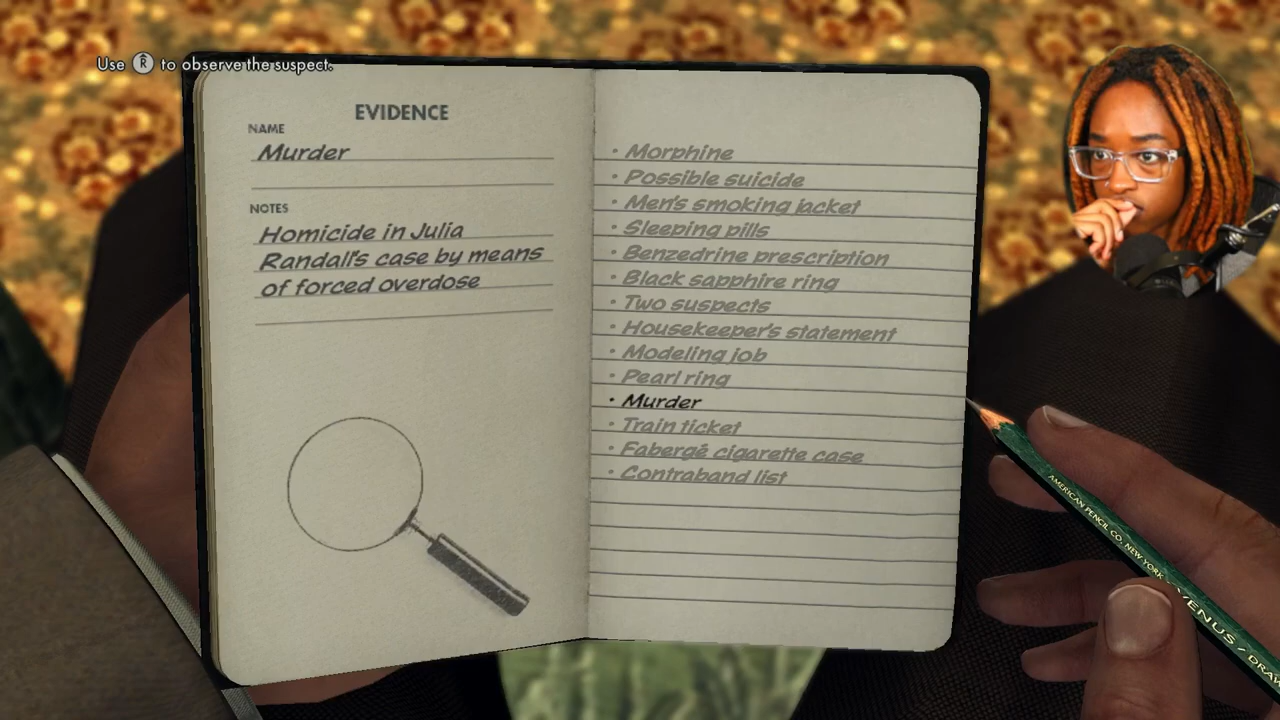 Use R to observe the suspect.
EVIDENCE
NAME
Murder
NOTES
Homicide in Julia
Randall's case by means
of forced overdose
• Morphine
• Possible suicide
• Men's smoking jacket
• Sleeping pills
• Benzedrine prescription
• Black sapphire ring
• Two suspects
• Housekeeper's statement
• Modeling job
• Pearl ring
• Murder
• Train ticket
• Fabergé cigarette case
• Contraband list
AMERICAN PENCIL CO. NEW YORK VENUS / DRAW